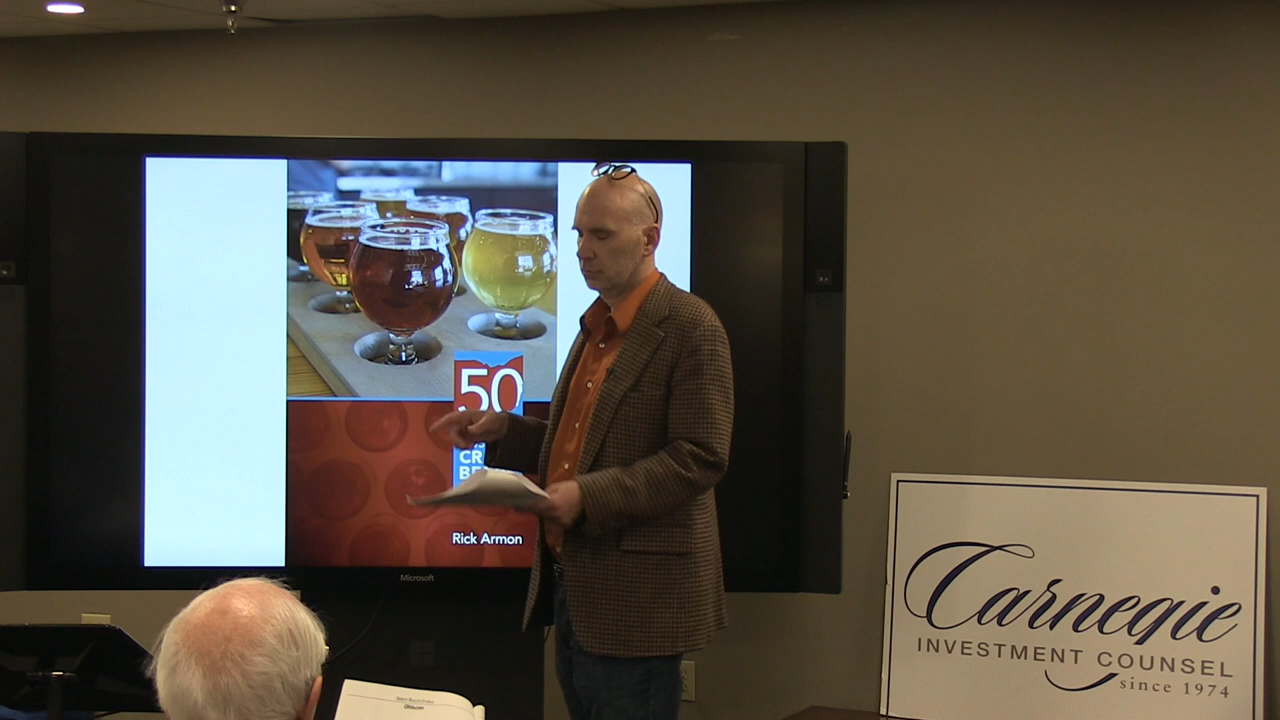 50
CR
BE
Rick Armon
Microsoft
Carnegie
INVESTMENT COUNSEL
since 1974